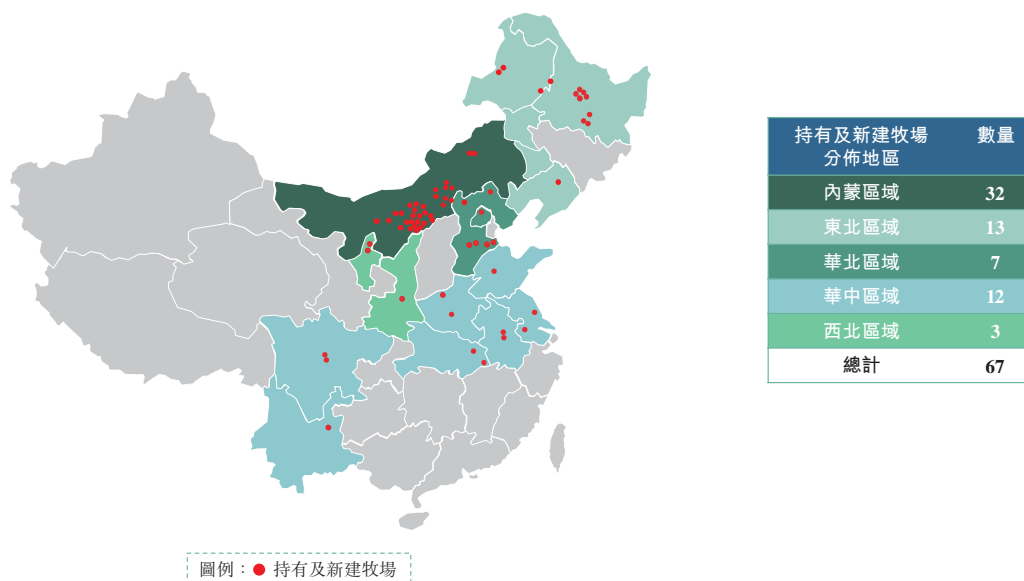 持有及新建牧場 數量
分佈地區
內蒙區域 32
東北區域 13
華北區域 7
華中區域 12
西北區域 3
總計 67
圖例：● 持有及新建牧場